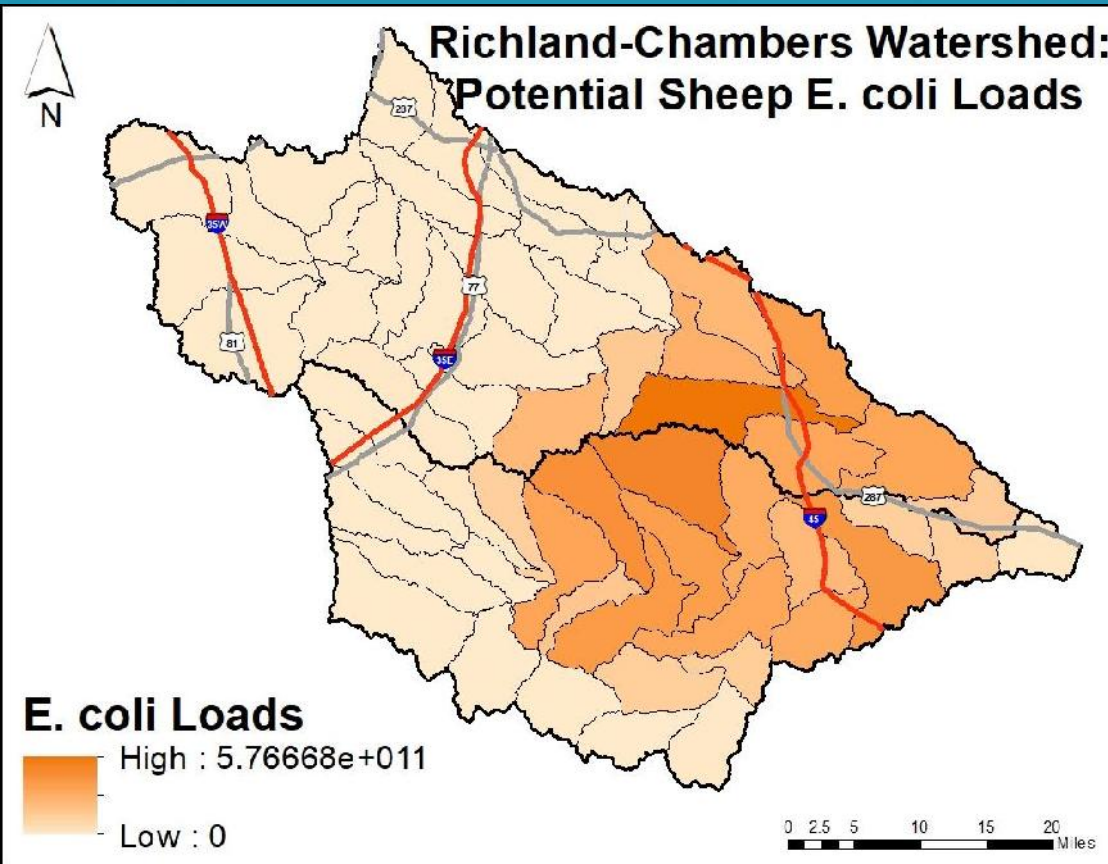 Richland-Chambers Watershed:
Potential Sheep E. coli Loads
N
287
35W
77
81
35E
287
45
E. coli Loads
High : 5.76668e+011
Low : 0
0 2.5 5 10 15 20
Miles